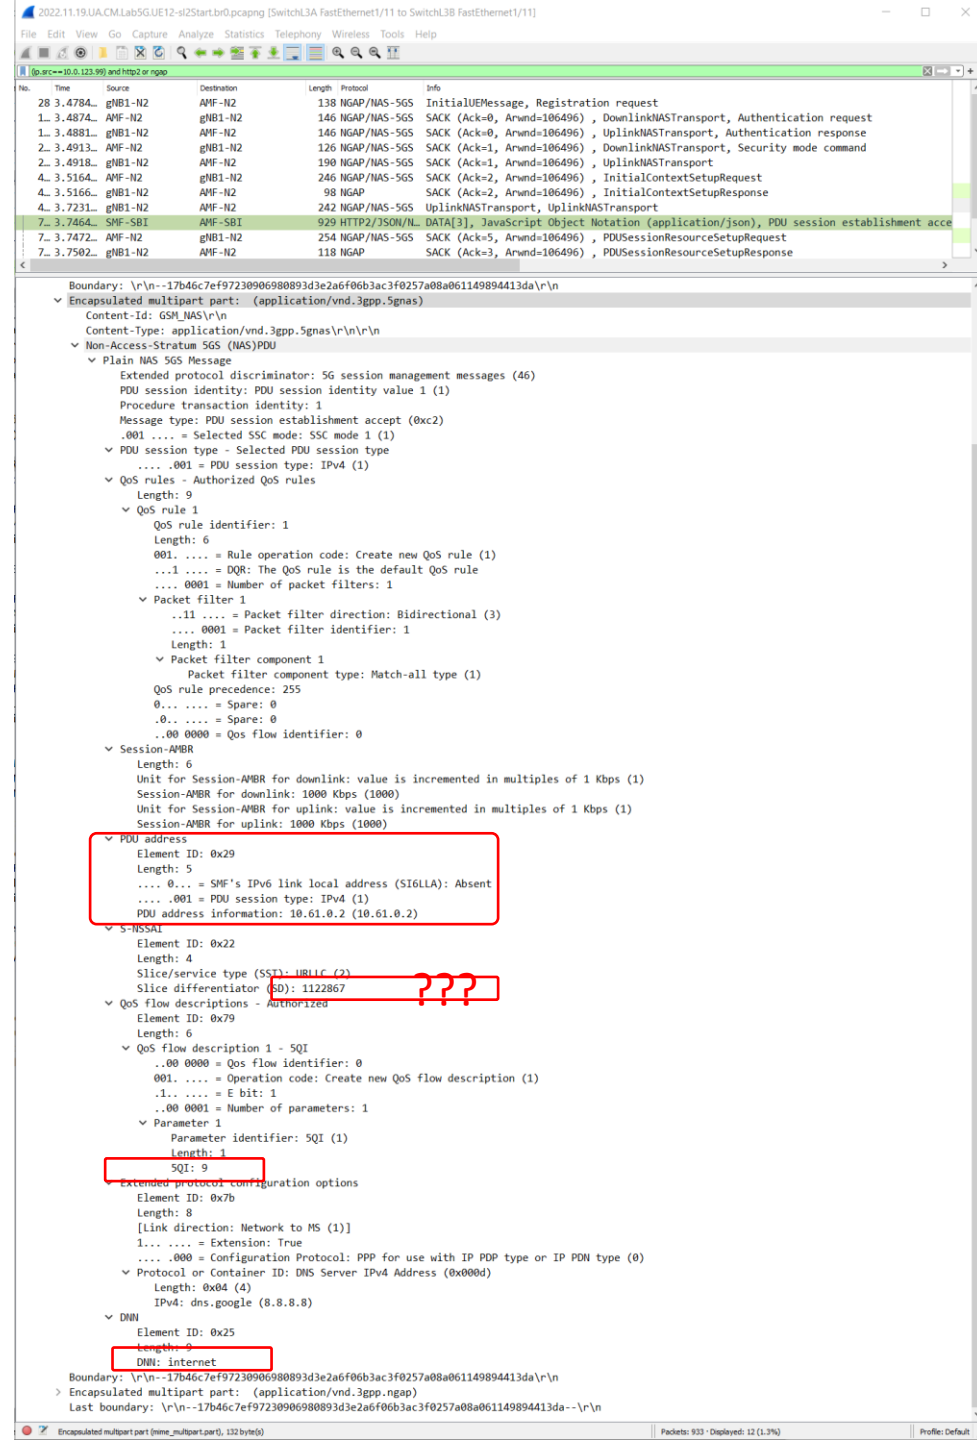 2022.11.19.UA.CM.Lab5G.UE12-sl2Start.br0.pcapng [SwitchL3A FastEthernet1/11 to SwitchL3B FastEthernet1/11]
File Edit View Go Capture Analyze Statistics Telephony Wireless Tools Help
(ip.src==10.0.123.99) and http2 or ngap
No. Time Source Destination Length Protocol Info
28 3.4784… gNB1-N2 AMF-N2 138 NGAP/NAS-5GS InitialUEMessage, Registration request
1… 3.4874… AMF-N2 gNB1-N2 146 NGAP/NAS-5GS SACK (Ack=0, Arwnd=106496) , DownlinkNASTransport, Authentication request
1… 3.4881… gNB1-N2 AMF-N2 146 NGAP/NAS-5GS SACK (Ack=0, Arwnd=106496) , UplinkNASTransport, Authentication response
2… 3.4913… AMF-N2 gNB1-N2 126 NGAP/NAS-5GS SACK (Ack=1, Arwnd=106496) , DownlinkNASTransport, Security mode command
2… 3.4918… gNB1-N2 AMF-N2 190 NGAP/NAS-5GS SACK (Ack=1, Arwnd=106496) , UplinkNASTransport
4… 3.5164… AMF-N2 gNB1-N2 246 NGAP/NAS-5GS SACK (Ack=2, Arwnd=106496) , InitialContextSetupRequest
4… 3.5166… gNB1-N2 AMF-N2 98 NGAP SACK (Ack=2, Arwnd=106496) , InitialContextSetupResponse
4… 3.7231… gNB1-N2 AMF-N2 242 NGAP/NAS-5GS UplinkNASTransport, UplinkNASTransport
7… 3.7464… SMF-SBI AMF-SBI 929 HTTP2/JSON/N… DATA[3], JavaScript Object Notation (application/json), PDU session establishment acce
7… 3.7472… AMF-N2 gNB1-N2 254 NGAP/NAS-5GS SACK (Ack=5, Arwnd=106496) , PDUSessionResourceSetupRequest
7… 3.7502… gNB1-N2 AMF-N2 118 NGAP SACK (Ack=3, Arwnd=106496) , PDUSessionResourceSetupResponse
Boundary: \r\n--17b46c7ef97230906980893d3e2a6f06b3ac3f0257a08a061149894413da\r\n
Encapsulated multipart part: (application/vnd.3gpp.5gnas)
Content-Id: GSM_NAS\r\n
Content-Type: application/vnd.3gpp.5gnas\r\n\r\n
Non-Access-Stratum 5GS (NAS)PDU
Plain NAS 5GS Message
Extended protocol discriminator: 5G session management messages (46)
PDU session identity: PDU session identity value 1 (1)
Procedure transaction identity: 1
Message type: PDU session establishment accept (0xc2)
.001 .... = Selected SSC mode: SSC mode 1 (1)
PDU session type - Selected PDU session type
.... .001 = PDU session type: IPv4 (1)
QoS rules - Authorized QoS rules
Length: 9
QoS rule 1
QoS rule identifier: 1
Length: 6
001. .... = Rule operation code: Create new QoS rule (1)
...1 .... = DQR: The QoS rule is the default QoS rule
.... 0001 = Number of packet filters: 1
Packet filter 1
..11 .... = Packet filter direction: Bidirectional (3)
.... 0001 = Packet filter identifier: 1
Length: 1
Packet filter component 1
Packet filter component type: Match-all type (1)
QoS rule precedence: 255
0... .... = Spare: 0
.0.. .... = Spare: 0
..00 0000 = Qos flow identifier: 0
Session-AMBR
Length: 6
Unit for Session-AMBR for downlink: value is incremented in multiples of 1 Kbps (1)
Session-AMBR for downlink: 1000 Kbps (1000)
Unit for Session-AMBR for uplink: value is incremented in multiples of 1 Kbps (1)
Session-AMBR for uplink: 1000 Kbps (1000)
PDU address
Element ID: 0x29
Length: 5
.... 0... = SMF's IPv6 link local address (SI6LLA): Absent
.... .001 = PDU session type: IPv4 (1)
PDU address information: 10.61.0.2 (10.61.0.2)
S-NSSAI
Element ID: 0x22
Length: 4
Slice/service type (SST): URLLC (2)
Slice differentiator (SD): 1122867 ???
QoS flow descriptions - Authorized
Element ID: 0x79
Length: 6
QoS flow description 1 - 5QI
..00 0000 = Qos flow identifier: 0
001. .... = Operation code: Create new QoS flow description (1)
.1.. .... = E bit: 1
..00 0001 = Number of parameters: 1
Parameter 1
Parameter identifier: 5QI (1)
Length: 1
5QI: 9
Extended protocol configuration options
Element ID: 0x7b
Length: 8
[Link direction: Network to MS (1)]
1... .... = Extension: True
.... .000 = Configuration Protocol: PPP for use with IP PDP type or IP PDN type (0)
Protocol or Container ID: DNS Server IPv4 Address (0x000d)
Length: 0x04 (4)
IPv4: dns.google (8.8.8.8)
DNN
Element ID: 0x25
Length: 9
DNN: internet
Boundary: \r\n--17b46c7ef97230906980893d3e2a6f06b3ac3f0257a08a061149894413da\r\n
Encapsulated multipart part: (application/vnd.3gpp.ngap)
Last boundary: \r\n--17b46c7ef97230906980893d3e2a6f06b3ac3f0257a08a061149894413da--\r\n
Encapsulated multipart part (mime_multipart.part), 132 byte(s) Packets: 933 · Displayed: 12 (1.3%) Profile: Default